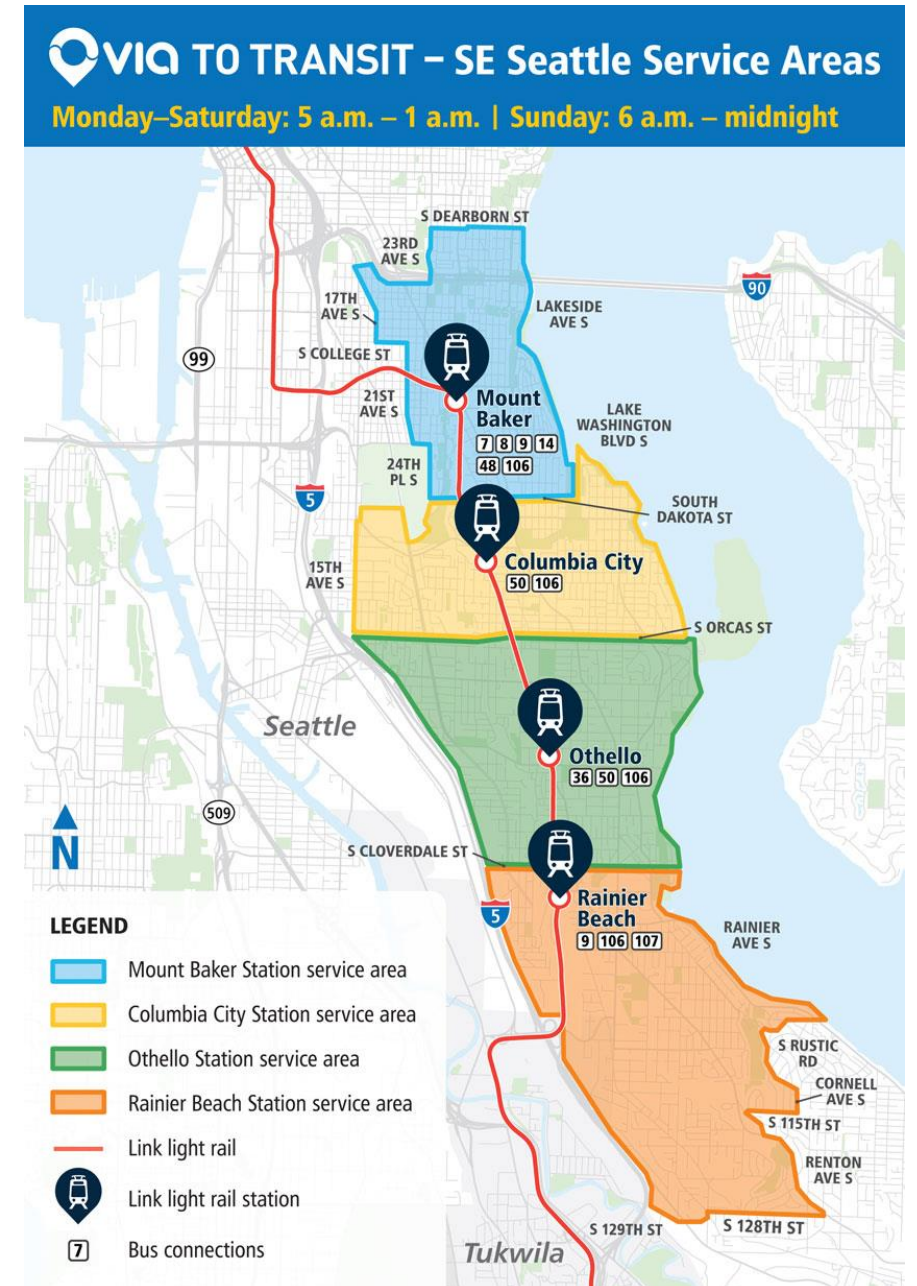 via TO TRANSIT – SE Seattle Service Areas
Monday–Saturday: 5 a.m. – 1 a.m. | Sunday: 6 a.m. – midnight
S DEARBORN ST
23RD
AVE S
90
17TH
AVE S
LAKESIDE
AVE S
99
S COLLEGE ST
21ST
AVE S
Mount
Baker
7 8 9 14
48 106
LAKE
WASHINGTON
BLVD S
24TH
PL S
5
SOUTH
DAKOTA ST
15TH
AVE S
Columbia City
50 106
S ORCAS ST
Seattle
Othello
36 50 106
509
N
S CLOVERDALE ST
Rainier
Beach
9 106 107
5
RAINIER
AVE S
LEGEND
Mount Baker Station service area
Columbia City Station service area
Othello Station service area
Rainier Beach Station service area
Link light rail
Link light rail station
7 Bus connections
S RUSTIC
RD
CORNELL
AVE S
S 115TH ST
RENTON
AVE S
S 129TH ST
S 128TH ST
Tukwila